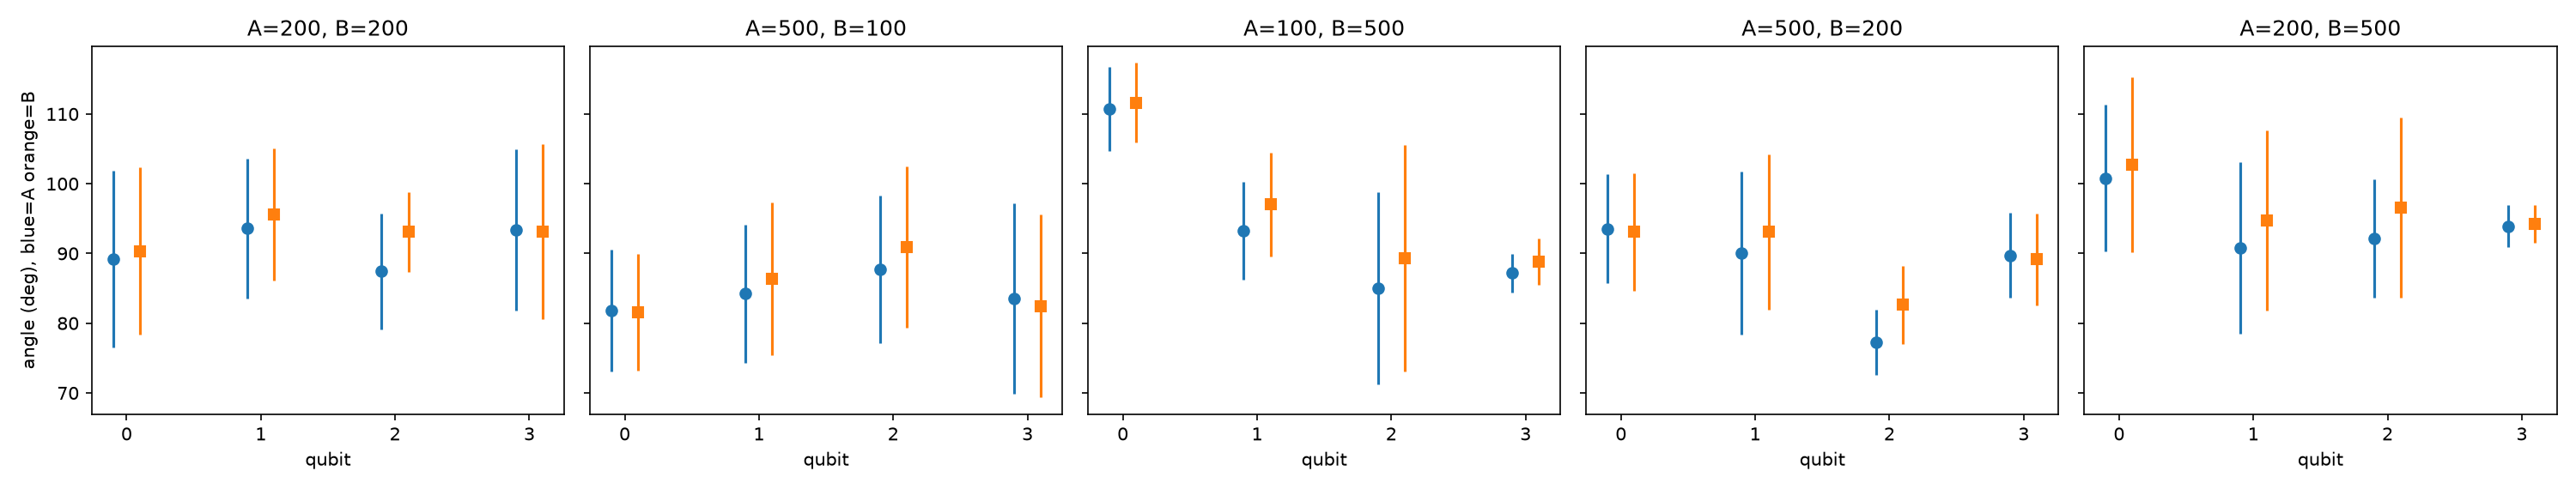 A=200, B=200
A=500, B=100
A=100, B=500
A=500, B=200
A=200, B=500
angle (deg), blue=A orange=B
110
100
90
80
70
0 1 2 3
0 1 2 3
0 1 2 3
0 1 2 3
0 1 2 3
qubit
qubit
qubit
qubit
qubit